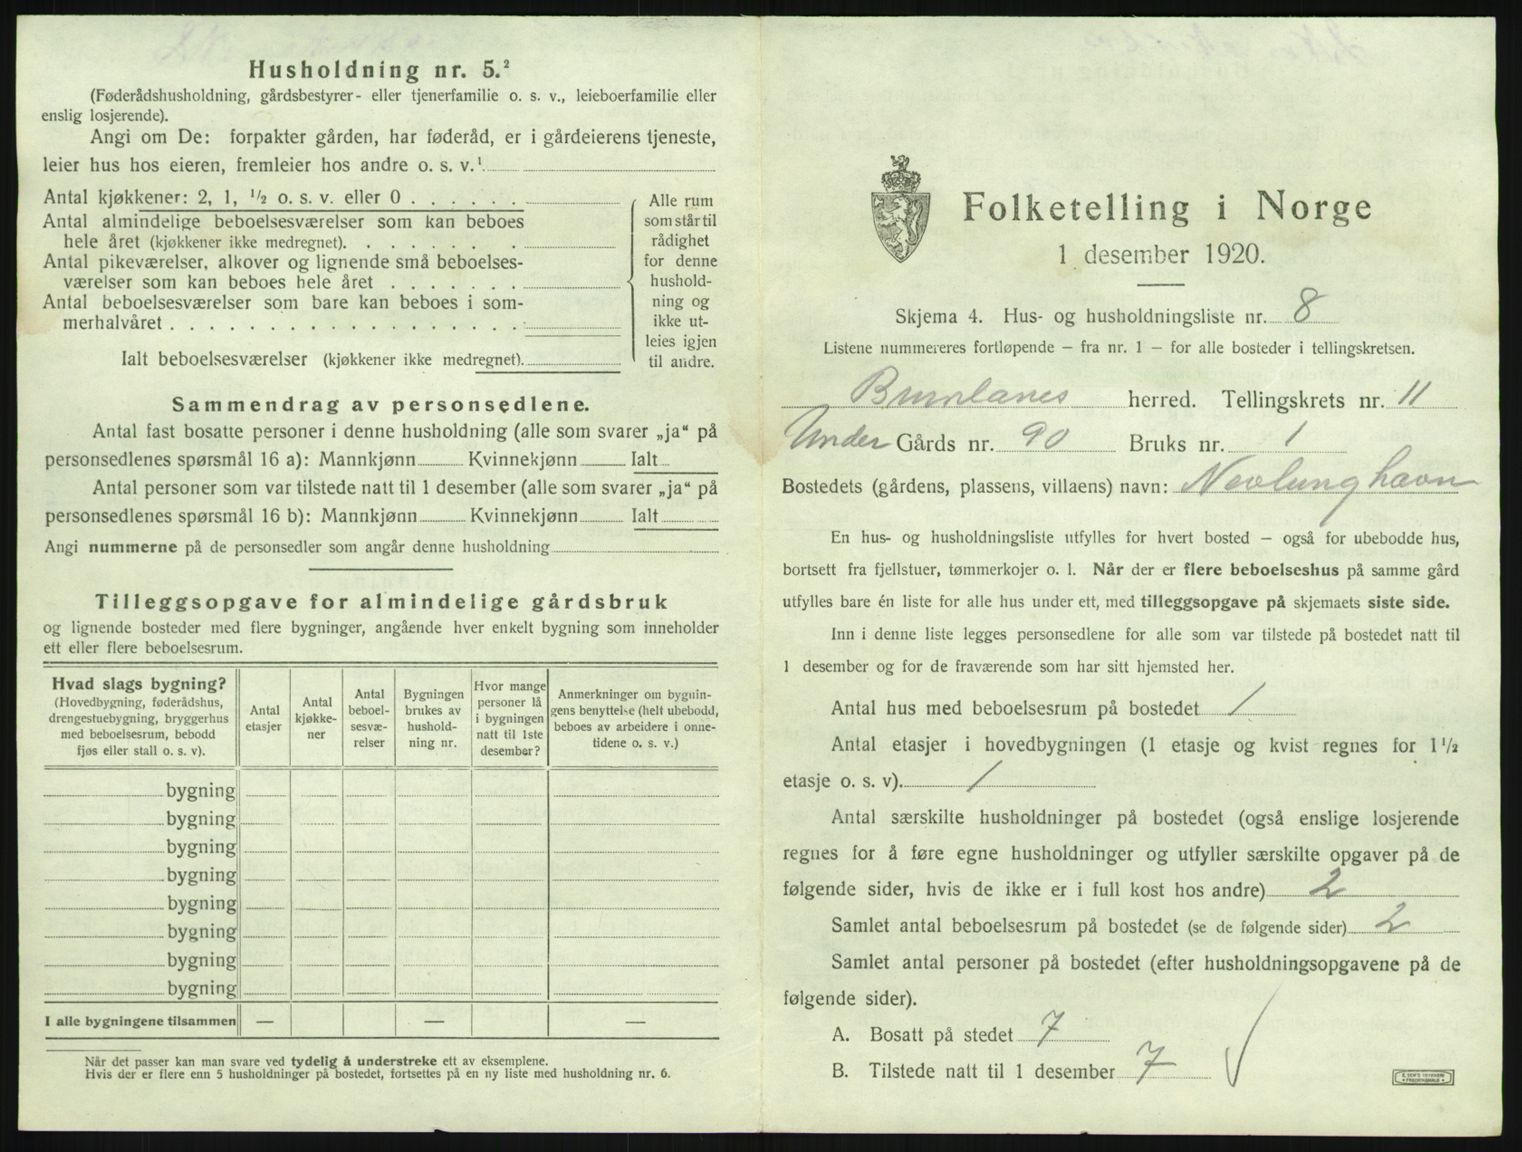 Husholdning nr. 5.²
(Føderådshusholdning, gårdsbestyrer- eller tjenerfamilie o. s. v., leieboerfamilie eller
enslig losjerende).
Angi om De: forpakter gården, har føderåd, er i gårdeierens tjeneste,
leier hus hos eieren, fremleier hos andre o. s. v.¹
Antal kjøkkener: 2, 1, ½ o. s. v. eller 0
Antal almindelige beboelsesværelser som kan beboes
hele året (kjøkkener ikke medregnet).
Antal pikeværelser, alkover og lignende små beboelses-
værelser som kan beboes hele året
Antal beboelsesværelser som bare kan beboes i som-
merhalvåret
Ialt beboelsesværelser (kjøkkener ikke medregnet).
Alle rum
som står til
rådighet
for denne
hushold-
ning og
ikke ut-
leies igjen
til andre.
Sammendrag av personsedlene.
Antal fast bosatte personer i denne husholdning (alle som svarer „ja“ på
personsedlenes spørsmål 16 a): Mannkjønn Kvinnekjønn Ialt
Antal personer som var tilstede natt til 1 desember (alle som svarer „ja“ på
personsedlenes spørsmål 16 b): Mannkjønn Kvinnekjønn Ialt
Angi nummerne på de personsedler som angår denne husholdning
Tilleggsopgave for almindelige gårdsbruk
og lignende bosteder med flere bygninger, angående hver enkelt bygning som inneholder
ett eller flere beboelsesrum.
Hvad slags bygning?
(Hovedbygning, føderådshus,
drengestuebygning, bryggerhus
med beboelsesrum, bebodd
fjøs eller stall o. s. v).
Antal
etasjer
Antal
kjøkke-
ner
Antal
beboel-
sesvæ-
relser
Bygningen
brukes av
hushold-
ning nr.
Hvor mange
personer lå
i bygningen
natt til 1ste
desember?
Anmerkninger om bygnin-
gens benyttelse (helt ubebodd,
beboes av arbeidere i onne-
tidene o. s. v.)
bygning
bygning
bygning
bygning
bygning
bygning
bygning
bygning
I alle bygningene tilsammen — — —
Når det passer kan man svare ved tydelig å understreke ett av eksemplene.
Hvis der er flere enn 5 husholdninger på bostedet, fortsettes på en ny liste med husholdning nr. 6.
Folketelling i Norge
1 desember 1920.
Skjema 4. Hus- og husholdningsliste nr. 8
Listene nummereres fortløpende — fra nr. 1 — for alle bosteder i tellingskretsen.
Brunlanes herred. Tellingskrets nr. 11
Under Gårds nr. 90 Bruks nr. 1
Bostedets (gårdens, plassens, villaens) navn: Nevlunghavn
En hus- og husholdningsliste utfylles for hvert bosted — også for ubebodde hus,
bortsett fra fjellstuer, tømmerkojer o. l. Når der er flere beboelseshus på samme gård
utfylles bare én liste for alle hus under ett, med tilleggsopgave på skjemaets siste side.
Inn i denne liste legges personsedlene for alle som var tilstede på bostedet natt til
1 desember og for de fraværende som har sitt hjemsted her.
Antal hus med beboelsesrum på bostedet 1
Antal etasjer i hovedbygningen (1 etasje og kvist regnes for 1½
etasje o. s. v). 1
Antal særskilte husholdninger på bostedet (også enslige losjerende
regnes for å føre egne husholdninger og utfyller særskilte opgaver på de
følgende sider, hvis de ikke er i full kost hos andre) 2
Samlet antal beboelsesrum på bostedet (se de følgende sider) 2
Samlet antal personer på bostedet (efter husholdningsopgavene på de
følgende sider).
A. Bosatt på stedet 7
B. Tilstede natt til 1 desember 7